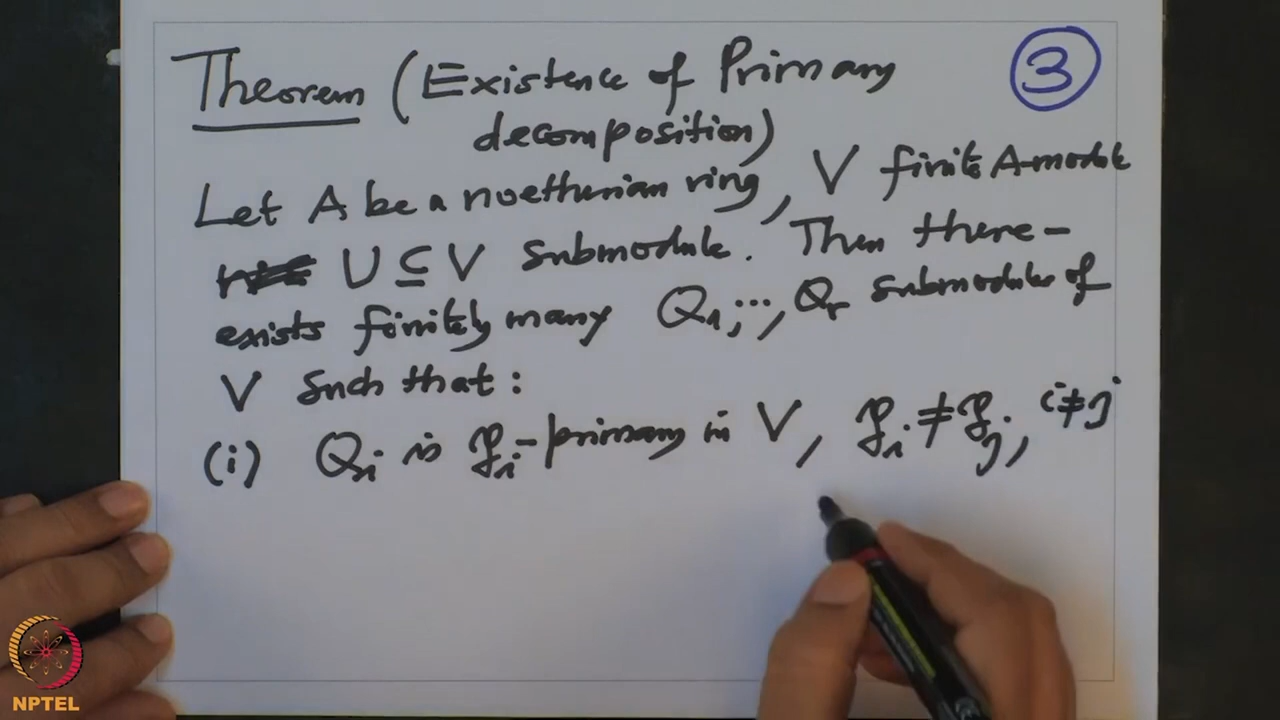 Theorem (Existence of Primary
③
decomposition)
Let A be a noetherian ring, V finite A-module
U ⊆ V submodule. Then there-
exists finitely many Q₁,…,Qᵣ submodules of
V such that:
(i) Qᵢ is 𝔭ᵢ-primary in V, 𝔭ᵢ ≠ 𝔭ⱼ, i≠j
NPTEL